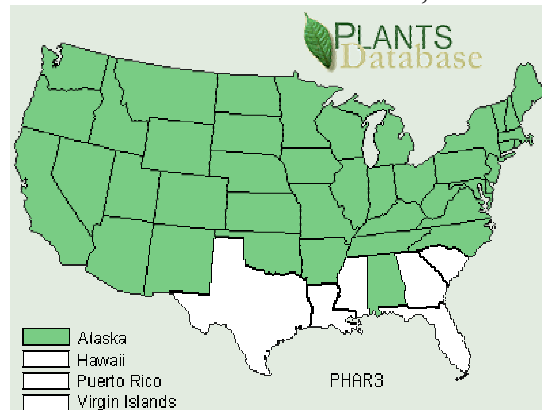 PLANTS
Database
Alaska
Hawaii
Puerto Rico
PHAR3
Virgin Islands